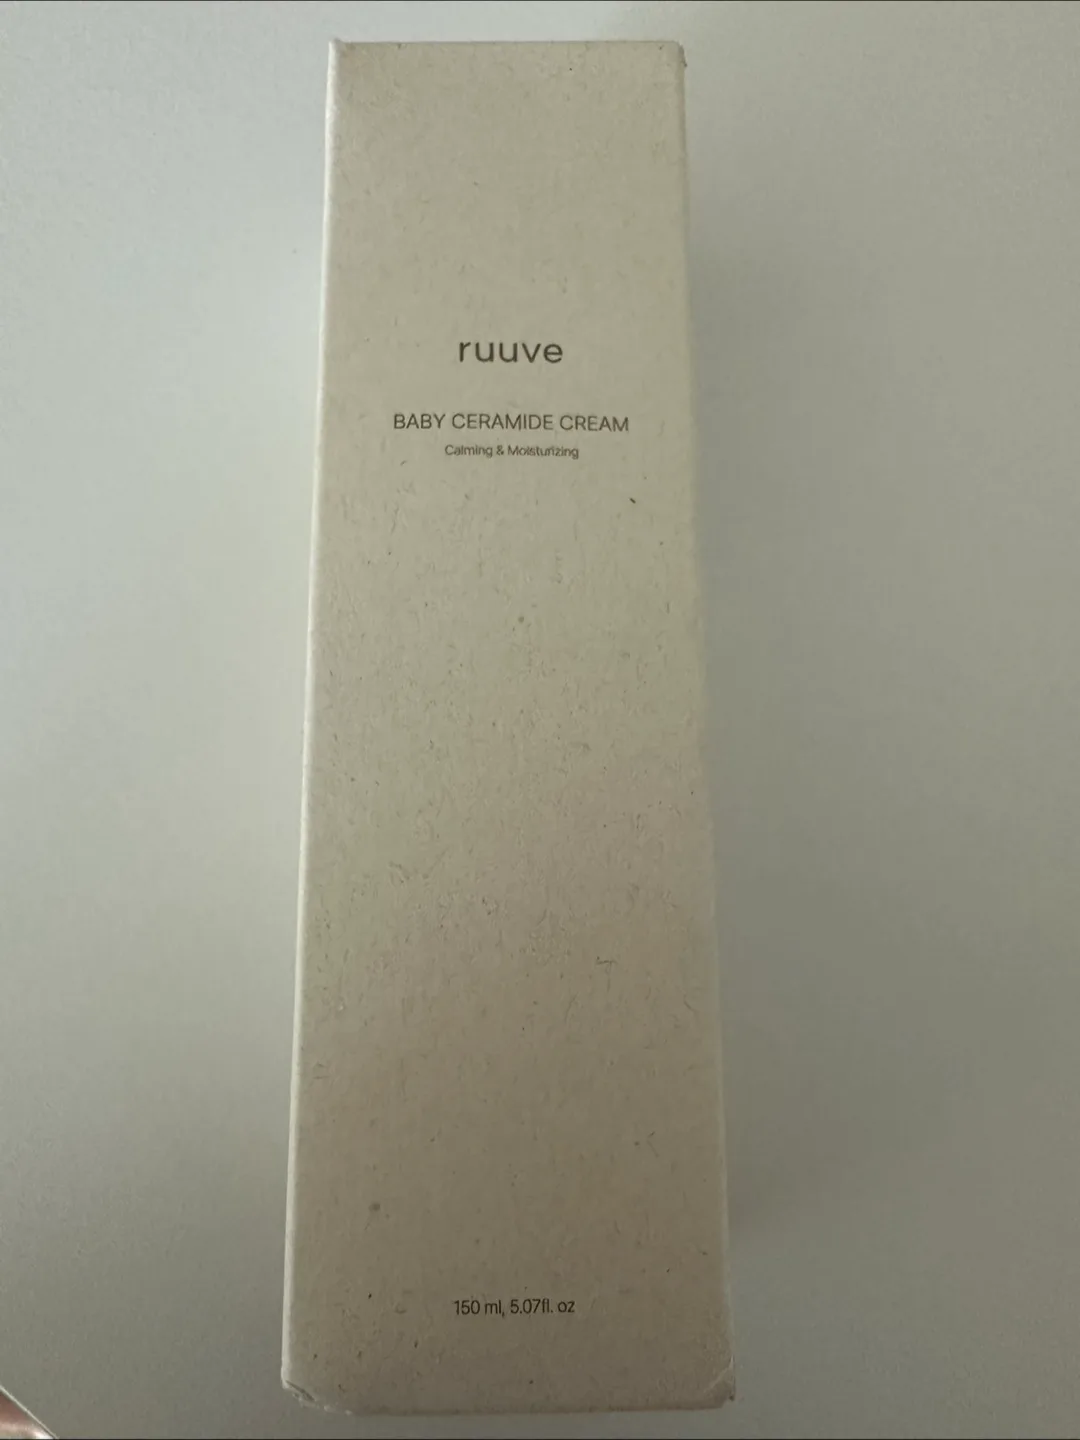 ruuve
BABY CERAMIDE CREAM
Calming & Moisturizing
150 ml, 5.07fl. oz